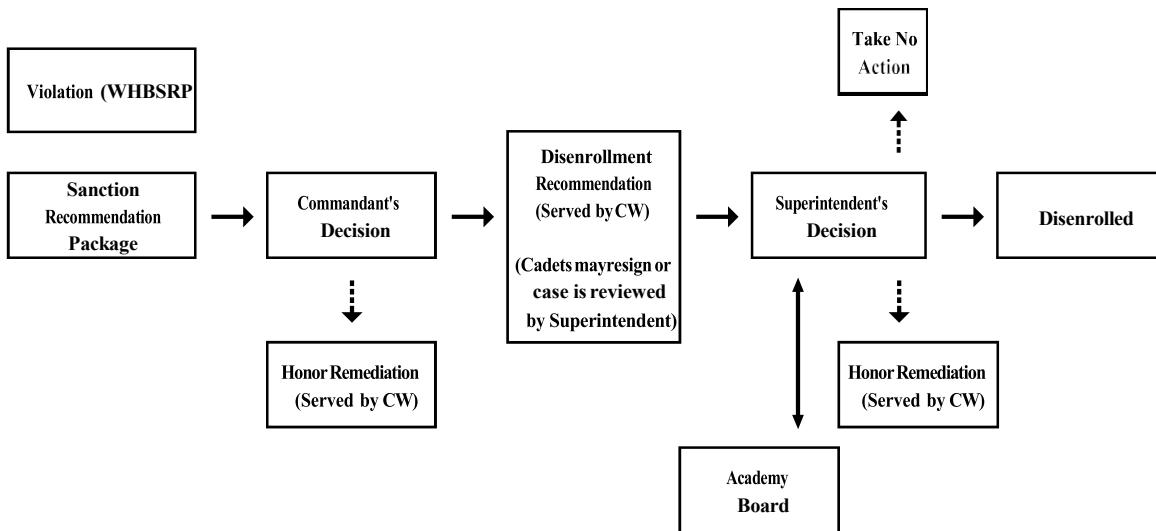 Violation (WHBSRP
Sanction
Recommendation
Package
Commandant's
Decision
Honor Remediation
(Served by CW)
Disenrollment
Recommendation
(Served by CW)
(Cadets mayresign or
case is reviewed
by Superintendent)
Take No
Action
Superintendent's
Decision
Disenrolled
Honor Remediation
(Served by CW)
Academy
Board